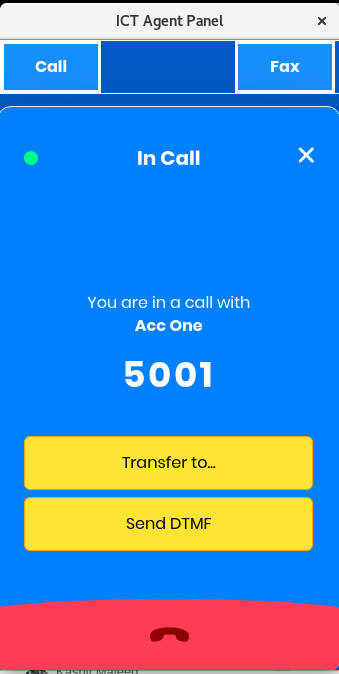 ICT Agent Panel
Call
Fax
In Call
You are in a call with
Acc One
5001
Transfer to...
Send DTMF